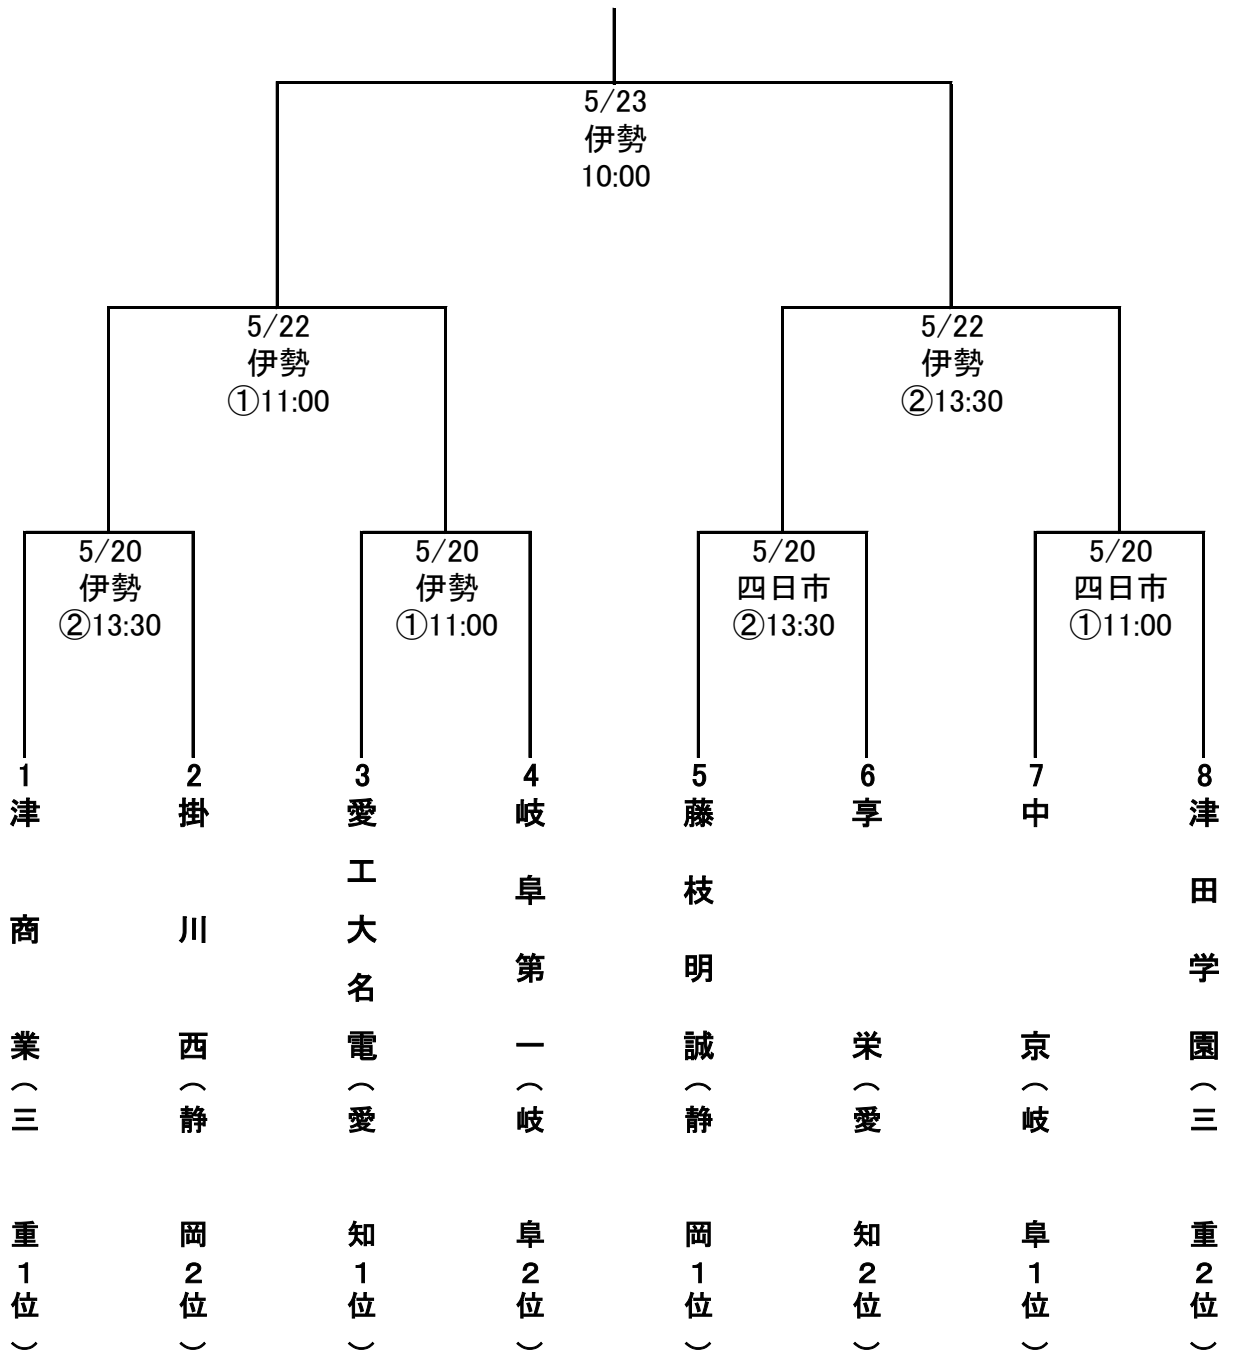 5/23
伊勢
10:00
5/22
伊勢
①11:00
5/22
伊勢
②13:30
5/20
伊勢
②13:30
5/20
伊勢
①11:00
5/20
四日市
②13:30
5/20
四日市
①11:00
1
津商業(三重1位)
2
掛川西(静岡2位)
3
愛工大名電(愛知1位)
4
岐阜第一(岐阜2位)
5
藤枝明誠(静岡1位)
6
享栄(愛知2位)
7
中京(岐阜1位)
8
津田学園(三重2位)